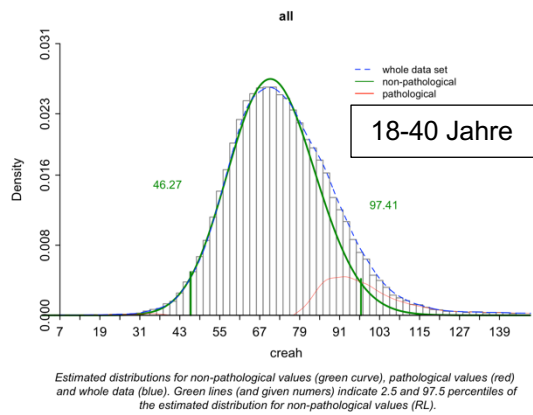 all
whole data set
non-pathological
pathological
18-40 Jahre
46.27
97.41
Density
0.000
0.008
0.016
0.023
0.031
7 19 31 43 55 67 79 91 103 115 127 139
creah
Estimated distributions for non-pathological values (green curve), pathological values (red)
and whole data (blue). Green lines (and given numers) indicate 2.5 and 97.5 percentiles of
the estimated distribution for non-pathological values (RL).